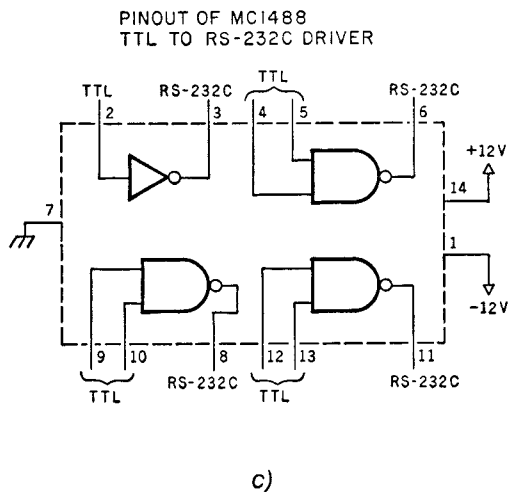 PINOUT OF MC1488
TTL TO RS-232C DRIVER
TTL RS-232C TTL RS-232C
2 3 4 5 6
+12V
14
7
1
-12V
9 10 8 12 13 11
TTL RS-232C TTL RS-232C
c)